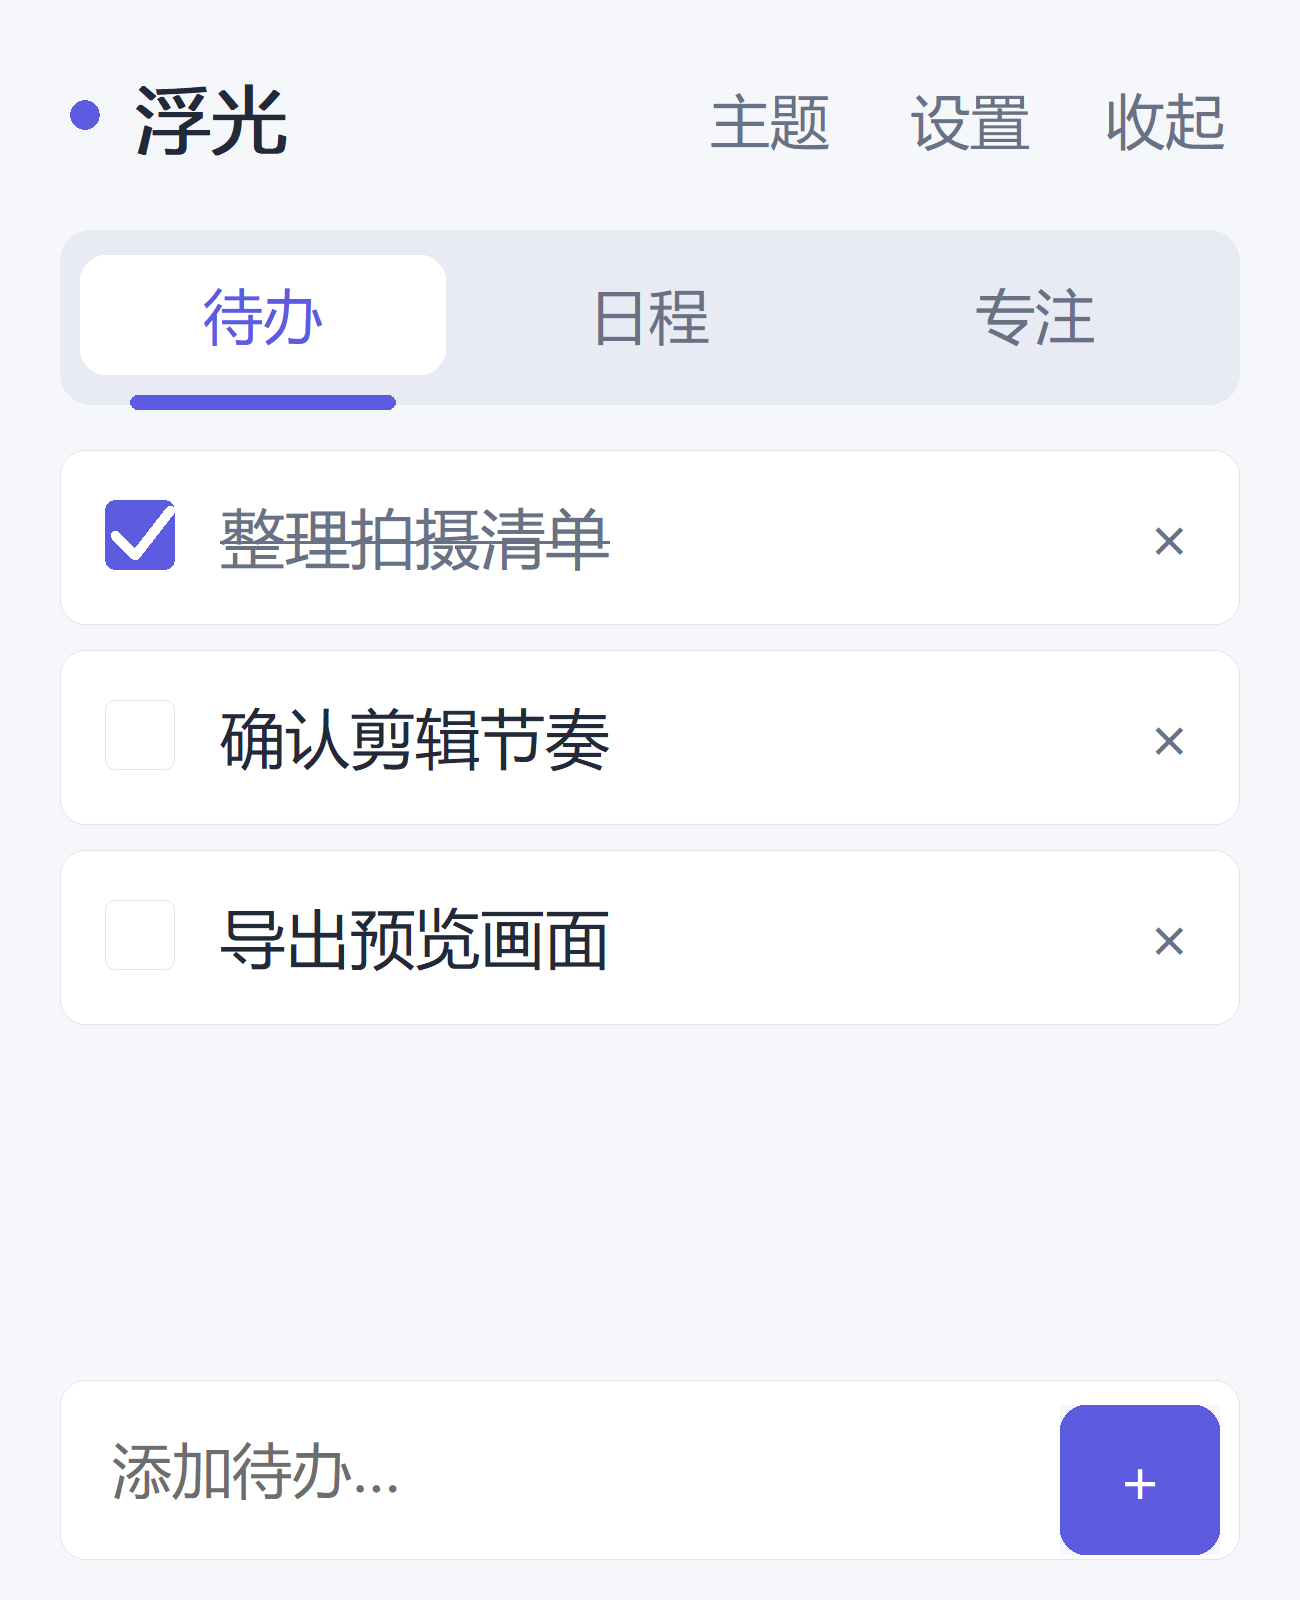 浮光 主题 设置 收起
待办 日程 专注
整理拍摄清单 ×
确认剪辑节奏 ×
导出预览画面 ×
添加待办... +